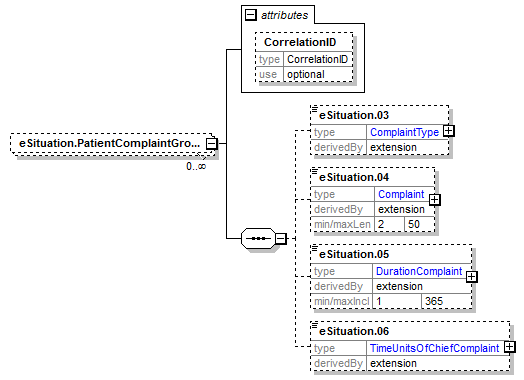 attributes
CorrelationID
type CorrelationID
use optional
eSituation.PatientComplaintGro...
0..∞
eSituation.03
type ComplaintType
derivedBy extension
eSituation.04
type Complaint
derivedBy extension
min/maxLen 2 50
eSituation.05
type DurationComplaint
derivedBy extension
min/maxIncl 1 365
eSituation.06
type TimeUnitsOfChiefComplaint
derivedBy extension